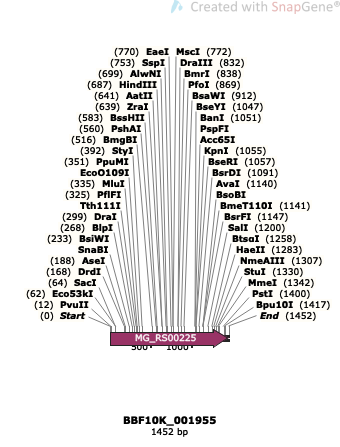 Created with SnapGene®
(770) EaeI MscI (772)
(753) SspI DraIII (832)
(699) AlwNI BmrI (838)
(687) HindIII PfoI (869)
(641) AatII BsaWI (912)
(639) ZraI BseYI (1047)
(583) BssHII BanI (1051)
(560) PshAI PspFI
(516) BmgBI Acc65I
(392) StyI KpnI (1055)
(351) PpuMI BseRI (1057)
EcoO109I BsrDI (1091)
(335) MluI AvaI (1140)
(325) PflFI BsoBI
Tth111I BmeT110I (1141)
(299) DraI BsrFI (1147)
(268) BlpI SalI (1200)
(233) BsiWI BtsαI (1258)
SnaBI HaeII (1283)
(188) AseI NmeAIII (1307)
(168) DrdI StuI (1330)
(64) SacI MmeI (1342)
(62) Eco53kI PstI (1400)
(12) PvuII Bpu10I (1417)
(0) Start End (1452)
MG_RS00225
500 1000
BBF10K_001955
1452 bp